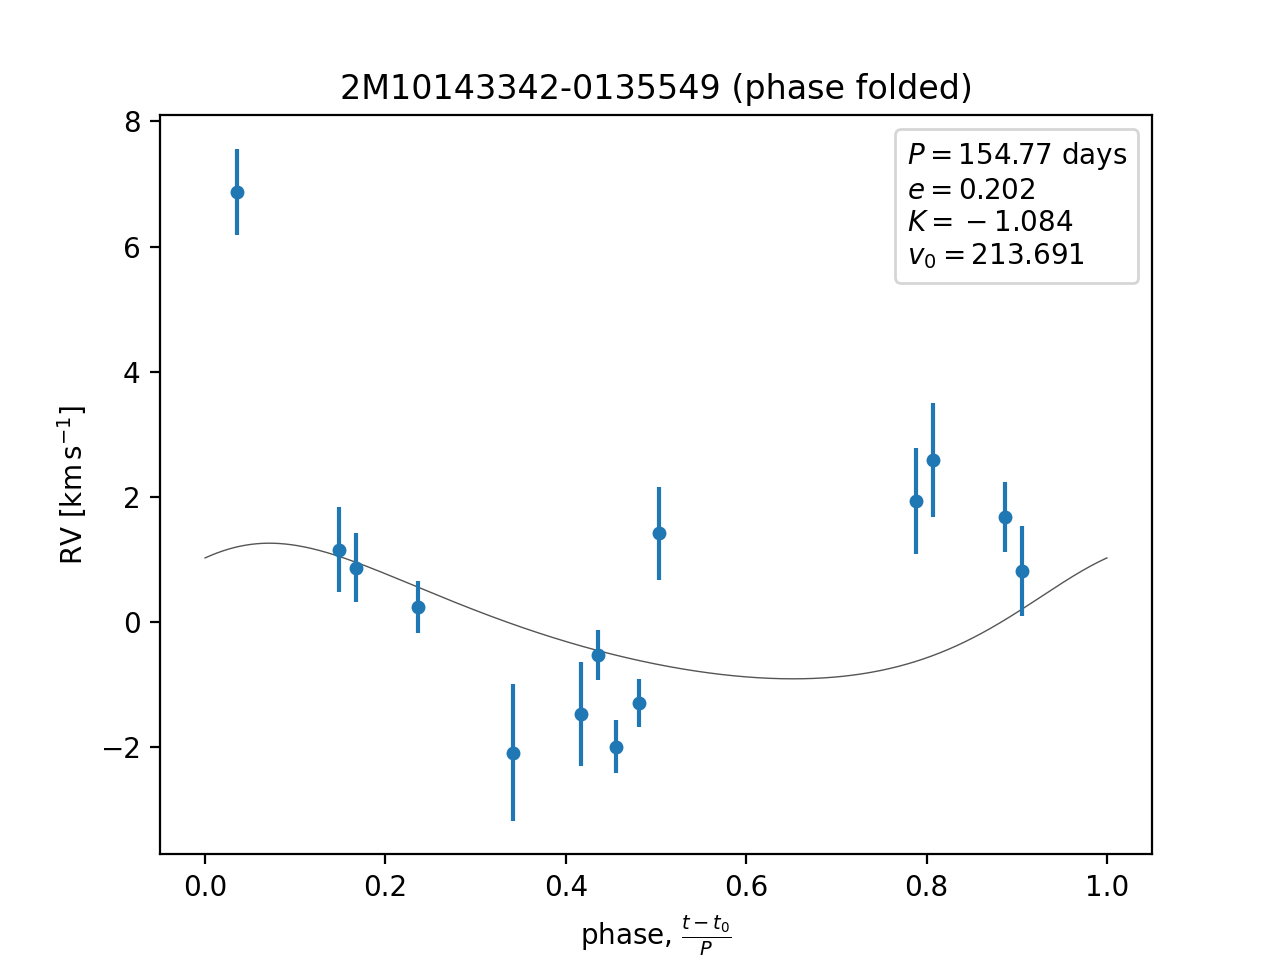 2M10143342-0135549 (phase folded)
P = 154.77 days
e = 0.202
K = − 1.084
v₀ = 213.691
RV [km s⁻¹]
8
6
4
2
0
−2
0.0 0.2 0.4 0.6 0.8 1.0
phase, (t − t₀)/P